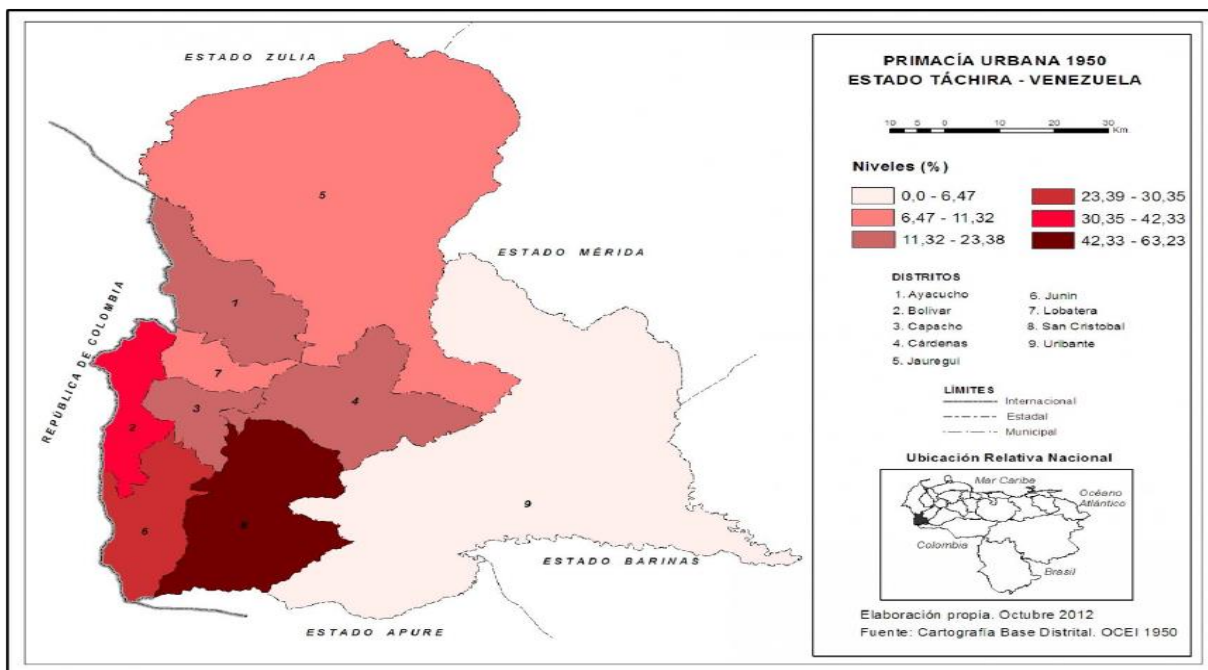 ESTADO ZULIA
ESTADO MÉRIDA
REPÚBLICA DE COLOMBIA
ESTADO BARINAS
ESTADO APURE
5
1
7
3
4
2
6
8
9
PRIMACÍA URBANA 1950
ESTADO TÁCHIRA - VENEZUELA
10 5 0 10 20 30
Km.
Niveles (%)
0,0 - 6,47
6,47 - 11,32
11,32 - 23,38
23,39 - 30,35
30,35 - 42,33
42,33 - 63,23
DISTRITOS
1. Ayacucho
2. Bolívar
3. Capacho
4. Cárdenas
5. Jauregui
6. Junin
7. Lobatera
8. San Cristobal
9. Uribante
LÍMITES
Internacional
Estadal
Municipal
Ubicación Relativa Nacional
Mar Caribe
Océano
Atlántico
Colombia
Brasil
Elaboración propia. Octubre 2012
Fuente: Cartografía Base Distrital. OCEI 1950